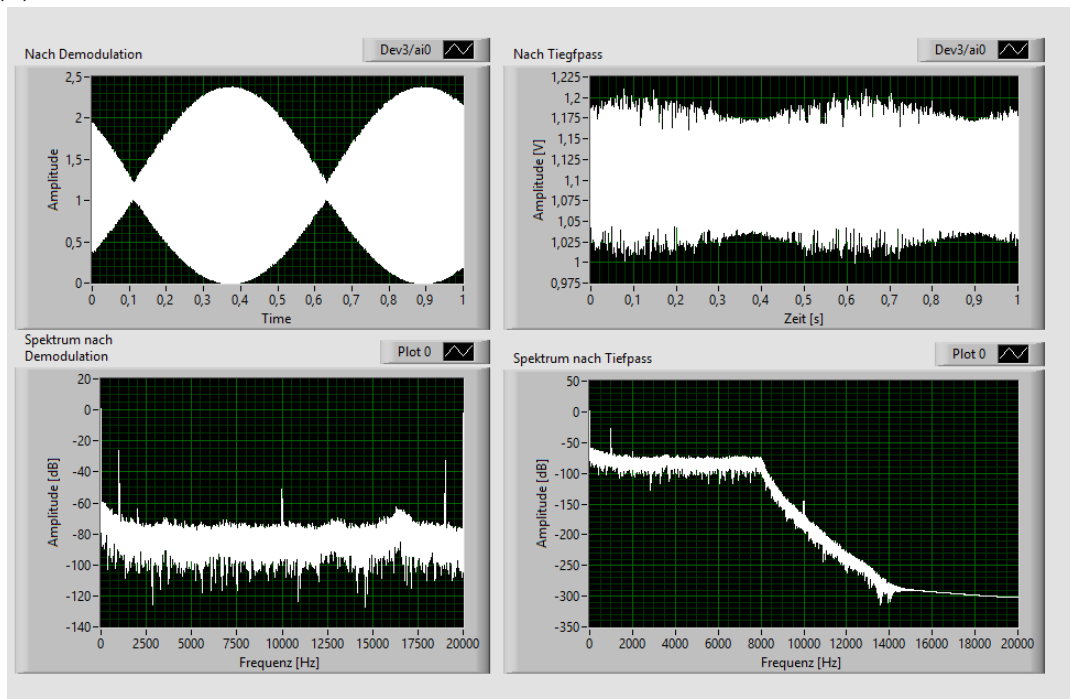 Nach Demodulation
Dev3/ai0
2,5
2
1,5
1
0,5
0
Amplitude
0 0,1 0,2 0,3 0,4 0,5 0,6 0,7 0,8 0,9 1
Time
Nach Tiegfpass
Dev3/ai0
1,225
1,2
1,175
1,15
1,125
1,1
1,075
1,05
1,025
1
0,975
Amplitude [V]
0 0,1 0,2 0,3 0,4 0,5 0,6 0,7 0,8 0,9 1
Zeit [s]
Spektrum nach
Demodulation
Plot 0
20
0
-20
-40
-60
-80
-100
-120
-140
Amplitude [dB]
0 2500 5000 7500 10000 12500 15000 17500 20000
Frequenz [Hz]
Spektrum nach Tiefpass
Plot 0
50
0
-50
-100
-150
-200
-250
-300
-350
Amplitude [dB]
0 2000 4000 6000 8000 10000 12000 14000 16000 18000 20000
Frequenz [Hz]